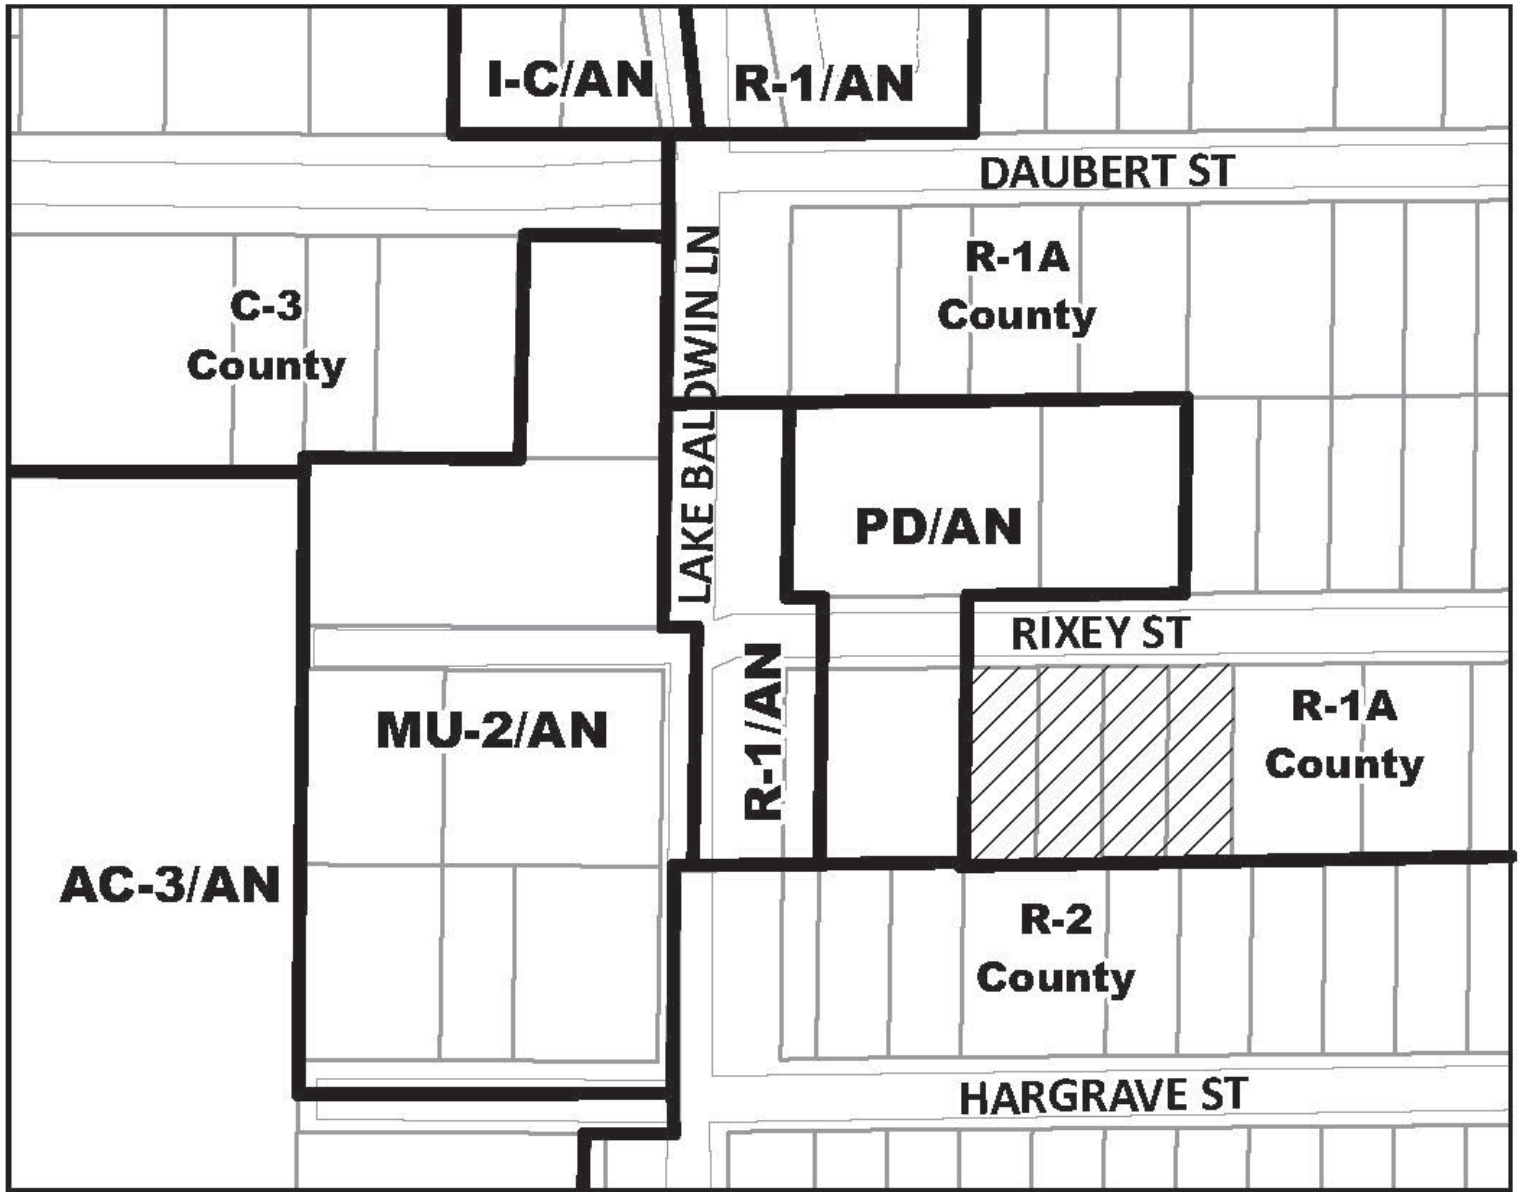 I-C/AN
R-1/AN
DAUBERT ST
C-3
County
LAKE BALDWIN LN
R-1A
County
PD/AN
RIXEY ST
MU-2/AN
R-1/AN
R-1A
County
AC-3/AN
R-2
County
HARGRAVE ST